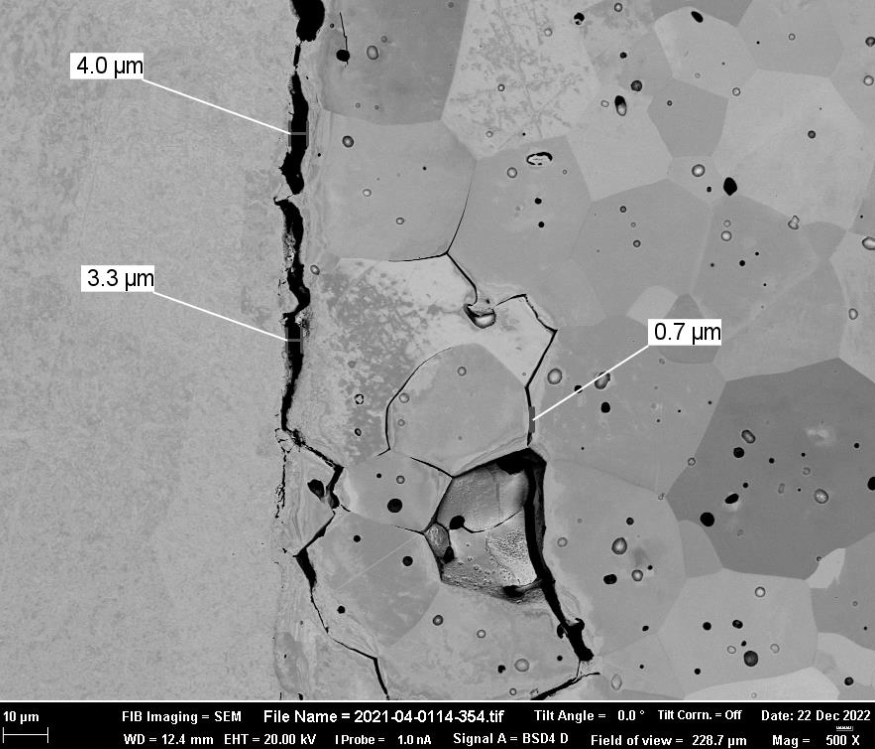 4.0 µm
3.3 µm
0.7 µm
10 µm FIB Imaging = SEM File Name = 2021-04-0114-354.tif Tilt Angle = 0.0 ° Tilt Corrn. = Off Date: 22 Dec 2022
WD = 12.4 mm EHT = 20.00 kV I Probe = 1.0 nA Signal A = BSD4 D Field of view = 228.7 µm Mag = 500 X